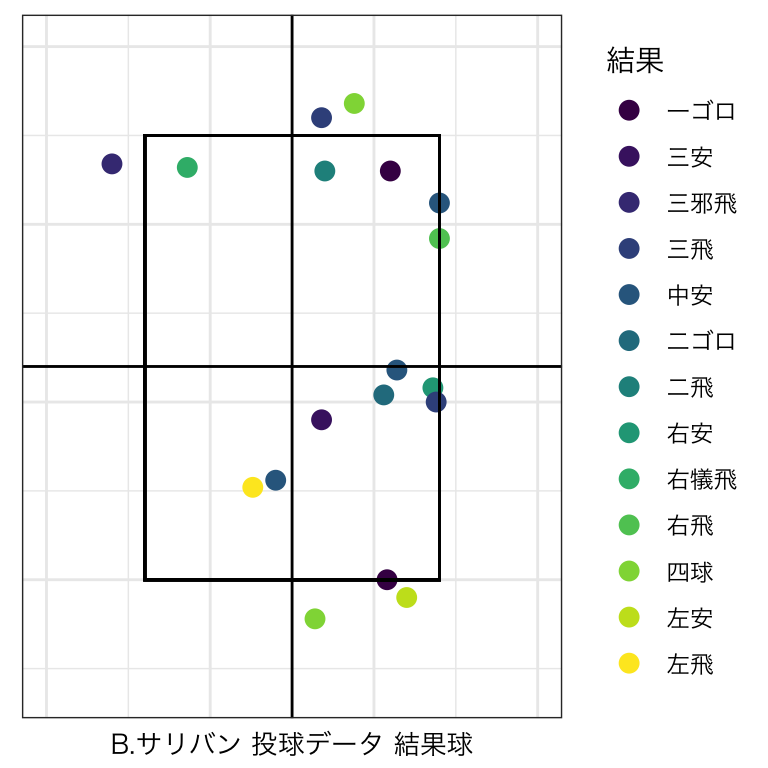 結果
一ゴロ
三安
三邪飛
三飛
中安
二ゴロ
二飛
右安
右犠飛
右飛
四球
左安
左飛
B.サリバン 投球データ 結果球